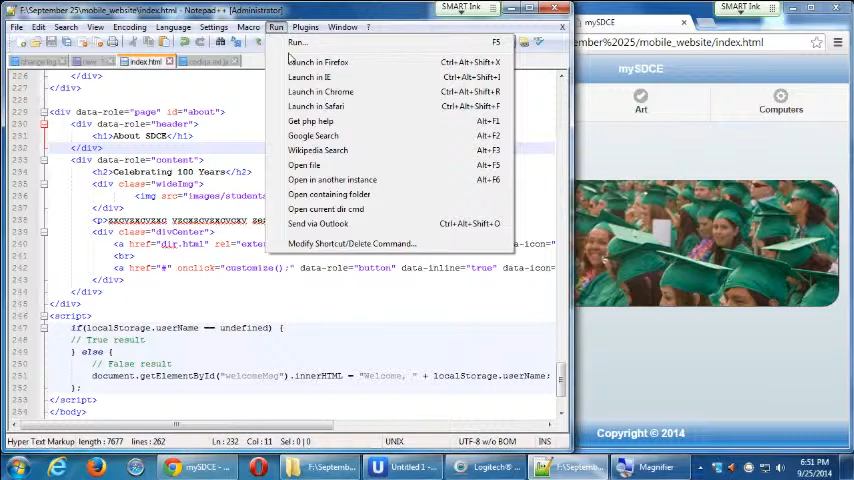 F:\September 25\mobile_website\index.html - Notepad++ [Administrator]
SMART Ink
File Edit Search View Encoding Language Settings Macro Run Plugins Window ?
X
change.log
new
index.html
Run... F5
Launch in Firefox Ctrl+Alt+Shift+X
Launch in IE Ctrl+Alt+Shift+I
Launch in Chrome Ctrl+Alt+Shift+R
Launch in Safari Ctrl+Alt+Shift+F
Get php help Alt+F1
Google Search Alt+F2
Wikipedia Search Alt+F3
Open file Alt+F5
Open in another instance Alt+F6
Open containing folder
Open current dir cmd
Send via Outlook Ctrl+Alt+Shift+O
Modify Shortcut/Delete Command...
226 </div>
227 </div>
228
229 <div data-role="page" id="about">
230 <div data-role="header">
231 <h1>About SDCE</h1>
232 </div>
233 <div data-role="content">
234 <h2>Celebrating 100 Years</h2>
235 <div class="wideImg">
236 <img src="images/students
237 </div>
238 <p>zxcvzxcvzxc vzcxzcvxzvcxv
239 <div class="divCenter">
240 <a href="dir.html" rel="exter data-icon=
241 <br>
242 <a href="#" onclick="customize();" data-role="button" data-inline="true" data-icon=
243 </div>
244 </div>
245 </div>
246 <script>
247 if(localStorage.userName == undefined) {
248 // True result
249 } else {
250 // False result
251 document.getElementById("welcomeMsg").innerHTML = "Welcome, " + localStorage.userName;
252 };
253 </script>
254 </body>
Hyper Text Markup length : 7677 lines : 262 Ln : 232 Col : 11 Sel : 0 | 0 UNIX UTF-8 w/o BOM INS
mySDCE
SMART Ink
ember%2025/mobile_website/index.html
mySDCE
Art
Computers
Copyright © 2014
mySDCE - ...
F:\Septemb...
Untitled 1 -...
Logitech® ...
F:\Septemb...
Magnifier
6:51 PM
9/25/2014